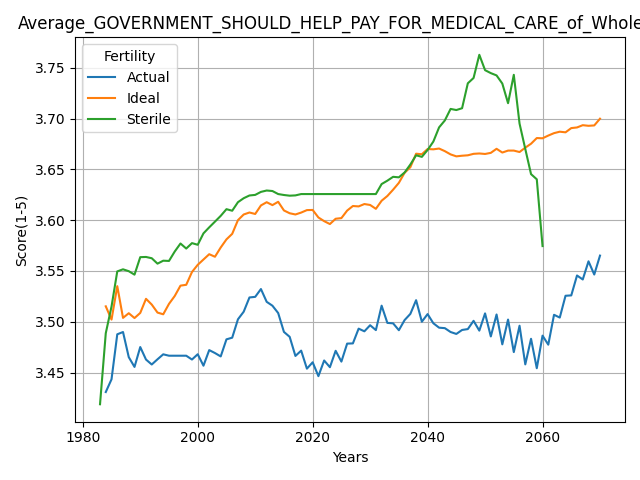 Average_GOVERNMENT_SHOULD_HELP_PAY_FOR_MEDICAL_CARE_of_Whole
Fertility
Actual
Ideal
Sterile
Score(1-5)
3.75
3.70
3.65
3.60
3.55
3.50
3.45
1980
2000
2020
2040
2060
Years